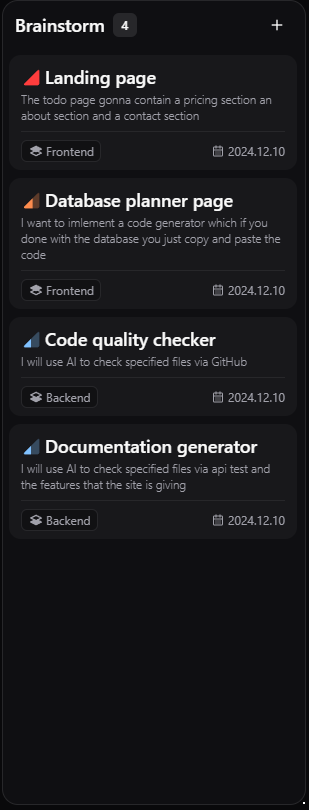 Brainstorm 4 +
Landing page
The todo page gonna contain a pricing section an
about section and a contact section
Frontend 2024.12.10
Database planner page
I want to imlement a code generator which if you
done with the database you just copy and paste the
code
Frontend 2024.12.10
Code quality checker
I will use AI to check specified files via GitHub
Backend 2024.12.10
Documentation generator
I will use AI to check specified files via api test and
the features that the site is giving
Backend 2024.12.10